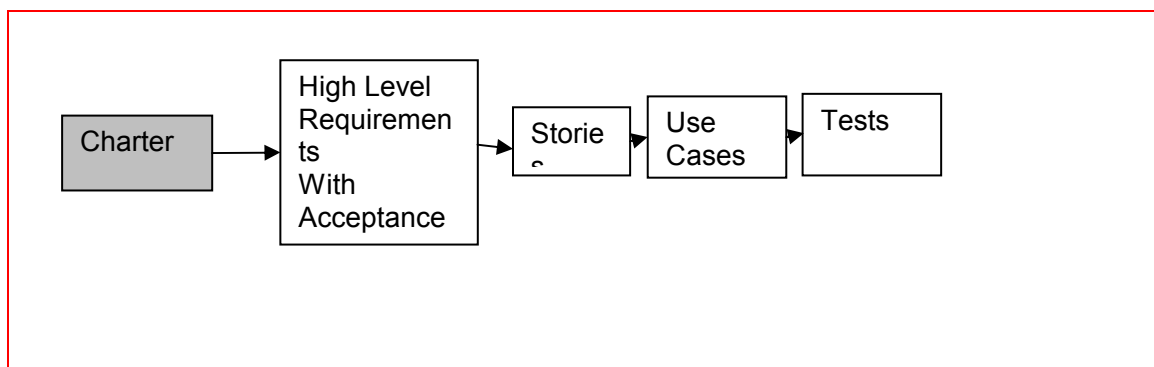 Charter
High Level
Requiremen
ts
With
Acceptance
Storie
s
Use
Cases
Tests